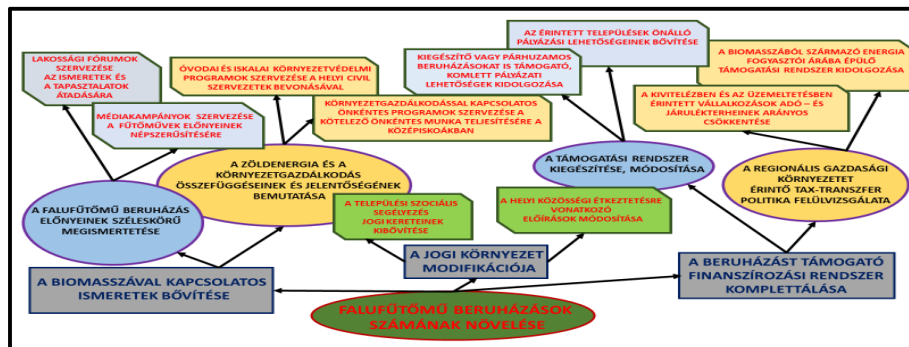 LAKOSSÁGI FÓRUMOK
SZERVEZÉSE
AZ ISMERETEK ÉS
A TAPASZTALATOK
ÁTADÁSÁRA
ÓVODAI ÉS ISKALAI KÖRNYEZETVÉDELMI
PROGRAMOK SZERVEZÉSE A HELYI CIVIL
SZERVEZETEK BEVONÁSÁVAL
KIEGÉSZÍTŐ VAGY PÁRHUZAMOS
BERUHÁZÁSOKAT IS TÁMOGATÓ,
KOMLETT PÁLYÁZATI
LEHETŐSÉGEK KIDOLGOZÁSA
AZ ÉRINTETT TELEPÜLÉSEK ÖNÁLLÓ
PÁLYÁZÁSI LEHETŐSÉGEINEK BŐVÍTÉSE
A BIOMASSZÁBÓL SZÁRMAZÓ ENERGIA
FOGYASZTÓI ÁRÁBA ÉPÜLŐ
TÁMOGATÁSI RENDSZER KIDOLGOZÁSA
MÉDIAKAMPÁNYOK SZERVEZÉSE
A FŰTŐMŰVEK ELŐNYEINEK
NÉPSZERŰSÍTÉSÉRE
KÖRNYEZETGAZDÁLKODÁSSAL KAPCSOLATOS
ÖNKÉNTES PROGRAMOK SZERVEZÉSE A
KÖTELEZŐ ÖNKÉNTES MUNKA TELJESÍTÉSÉRE A
KÖZÉPISKOÁKBAN
A KIVITELÉZBEN ÉS AZ ÜZEMELTETÉSBEN
ÉRINTETT VÁLLALKOZÁSOK ADÓ – ÉS
JÁRULÉKTERHEINEK ARÁNYOS
CSÖKKENTÉSE
A FALUFŰTŐMŰ BERUHÁZÁS
ELŐNYEINEK SZÉLESKÖRŰ
MEGISMERTETÉSE
A ZÖLDENERGIA ÉS A
KÖRNYEZETGAZDÁLKODÁS
ÖSSZEFÜGGÉSEINEK ÉS JELENTŐSÉGÉNEK
BEMUTATÁSA
A TÁMOGATÁSI RENDSZER
KIEGÉSZÍTÉSE, MÓDOSÍTÁSA
A REGIONÁLIS GAZDASÁGI
KÖRNYEZETET
ÉRINTŐ TAX-TRANSZFER
POLITIKA FELÜLVIZSGÁLATA
A TELEPÜLÉSI SZOCIÁLIS
SEGÉLYEZÉS
JOGI KERETEINEK
KIBŐVÍTÉSE
A HELYI KÖZÖSSÉGI ÉTKEZTETÉSRE
VONATKOZÓ
ELŐÍRÁSOK MÓDOSÍTÁSA
A BIOMASSZÁVAL KAPCSOLATOS
ISMERETEK BŐVÍTÉSE
A JOGI KÖRNYEZET
MODIFIKÁCIÓJA
A BERUHÁZÁST TÁMOGATÓ
FINANSZÍROZÁSI RENDSZER
KOMPLETTÁLÁSA
FALUFŰTŐMŰ BERUHÁZÁSOK
SZÁMÁNAK NÖVELÉSE